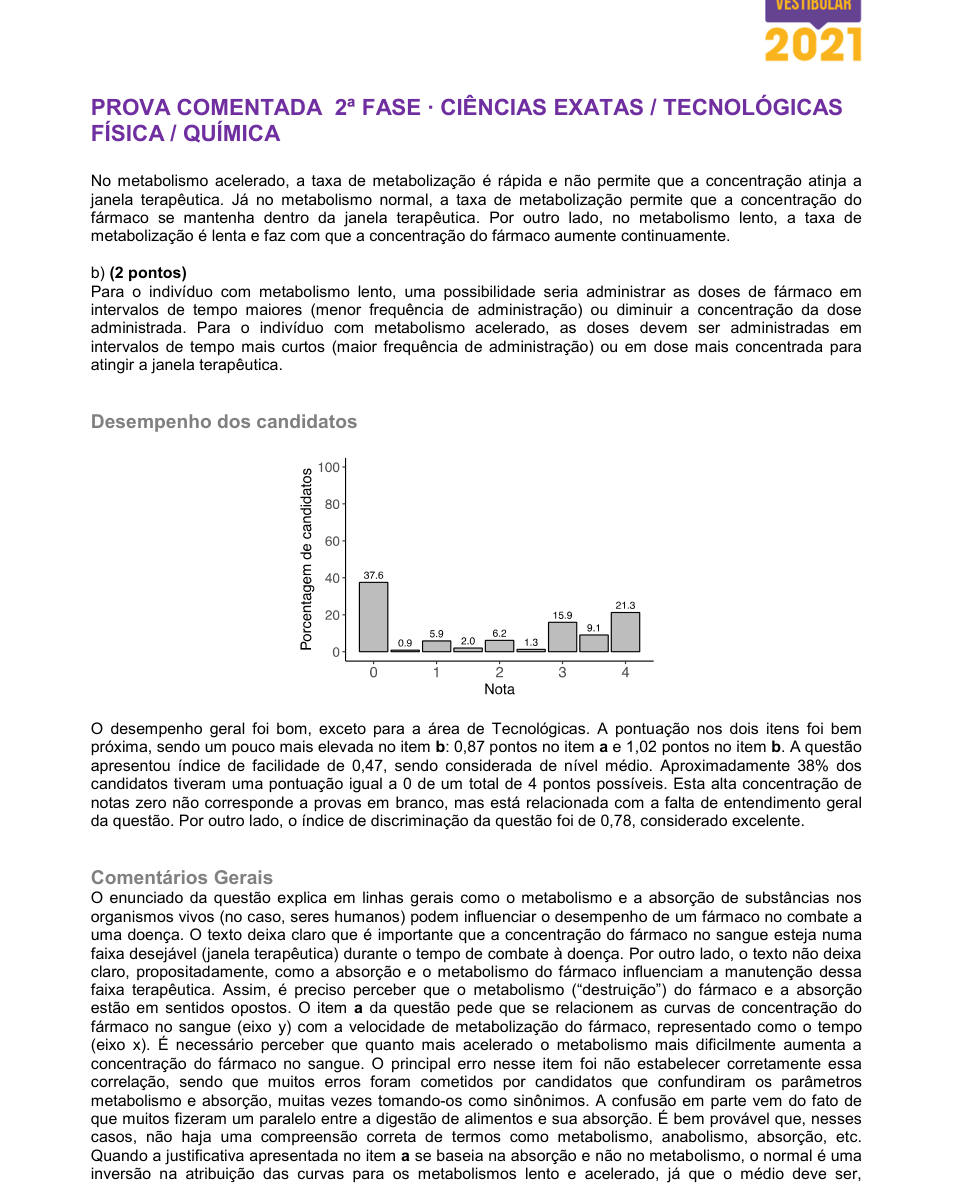 VESTIBULAR
2021
PROVA COMENTADA 2ª FASE · CIÊNCIAS EXATAS / TECNOLÓGICAS
FÍSICA / QUÍMICA
No metabolismo acelerado, a taxa de metabolização é rápida e não permite que a concentração atinja a
janela terapêutica. Já no metabolismo normal, a taxa de metabolização permite que a concentração do
fármaco se mantenha dentro da janela terapêutica. Por outro lado, no metabolismo lento, a taxa de
metabolização é lenta e faz com que a concentração do fármaco aumente continuamente.
b) (2 pontos)
Para o indivíduo com metabolismo lento, uma possibilidade seria administrar as doses de fármaco em
intervalos de tempo maiores (menor frequência de administração) ou diminuir a concentração da dose
administrada. Para o indivíduo com metabolismo acelerado, as doses devem ser administradas em
intervalos de tempo mais curtos (maior frequência de administração) ou em dose mais concentrada para
atingir a janela terapêutica.
Desempenho dos candidatos
Porcentagem de candidatos
100
80
60
40
20
0
37.6
0.9
5.9
2.0
6.2
1.3
15.9
9.1
21.3
0 1 2 3 4
Nota
O desempenho geral foi bom, exceto para a área de Tecnológicas. A pontuação nos dois itens foi bem
próxima, sendo um pouco mais elevada no item b: 0,87 pontos no item a e 1,02 pontos no item b. A questão
apresentou índice de facilidade de 0,47, sendo considerada de nível médio. Aproximadamente 38% dos
candidatos tiveram uma pontuação igual a 0 de um total de 4 pontos possíveis. Esta alta concentração de
notas zero não corresponde a provas em branco, mas está relacionada com a falta de entendimento geral
da questão. Por outro lado, o índice de discriminação da questão foi de 0,78, considerado excelente.
Comentários Gerais
O enunciado da questão explica em linhas gerais como o metabolismo e a absorção de substâncias nos
organismos vivos (no caso, seres humanos) podem influenciar o desempenho de um fármaco no combate a
uma doença. O texto deixa claro que é importante que a concentração do fármaco no sangue esteja numa
faixa desejável (janela terapêutica) durante o tempo de combate à doença. Por outro lado, o texto não deixa
claro, propositadamente, como a absorção e o metabolismo do fármaco influenciam a manutenção dessa
faixa terapêutica. Assim, é preciso perceber que o metabolismo (“destruição”) do fármaco e a absorção
estão em sentidos opostos. O item a da questão pede que se relacionem as curvas de concentração do
fármaco no sangue (eixo y) com a velocidade de metabolização do fármaco, representado como o tempo
(eixo x). É necessário perceber que quanto mais acelerado o metabolismo mais dificilmente aumenta a
concentração do fármaco no sangue. O principal erro nesse item foi não estabelecer corretamente essa
correlação, sendo que muitos erros foram cometidos por candidatos que confundiram os parâmetros
metabolismo e absorção, muitas vezes tomando-os como sinônimos. A confusão em parte vem do fato de
que muitos fizeram um paralelo entre a digestão de alimentos e sua absorção. É bem provável que, nesses
casos, não haja uma compreensão correta de termos como metabolismo, anabolismo, absorção, etc.
Quando a justificativa apresentada no item a se baseia na absorção e não no metabolismo, o normal é uma
inversão na atribuição das curvas para os metabolismos lento e acelerado, já que o médio deve ser,